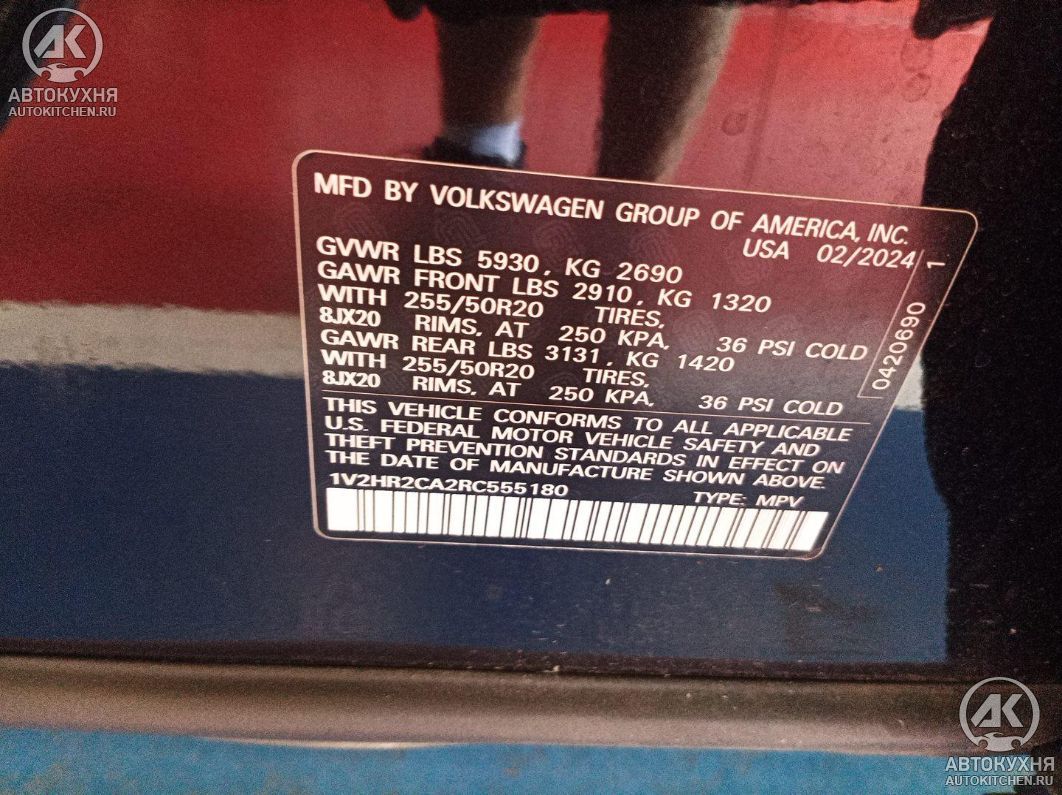 АК
АВТОКУХНЯ
AUTOKITCHEN.RU
MFD BY VOLKSWAGEN GROUP OF AMERICA, INC.
USA 02/2024
GVWR LBS 5930, KG 2690
GAWR FRONT LBS 2910, KG 1320
WITH 255/50R20 TIRES,
8JX20 RIMS, AT 250 KPA, 36 PSI COLD
GAWR REAR LBS 3131, KG 1420
WITH 255/50R20 TIRES,
8JX20 RIMS, AT 250 KPA, 36 PSI COLD
THIS VEHICLE CONFORMS TO ALL APPLICABLE
U.S. FEDERAL MOTOR VEHICLE SAFETY AND
THEFT PREVENTION STANDARDS IN EFFECT ON
THE DATE OF MANUFACTURE SHOWN ABOVE.
1V2HR2CA2RC555180 TYPE: MPV
0420690 1
АК
АВТОКУХНЯ
AUTOKITCHEN.RU